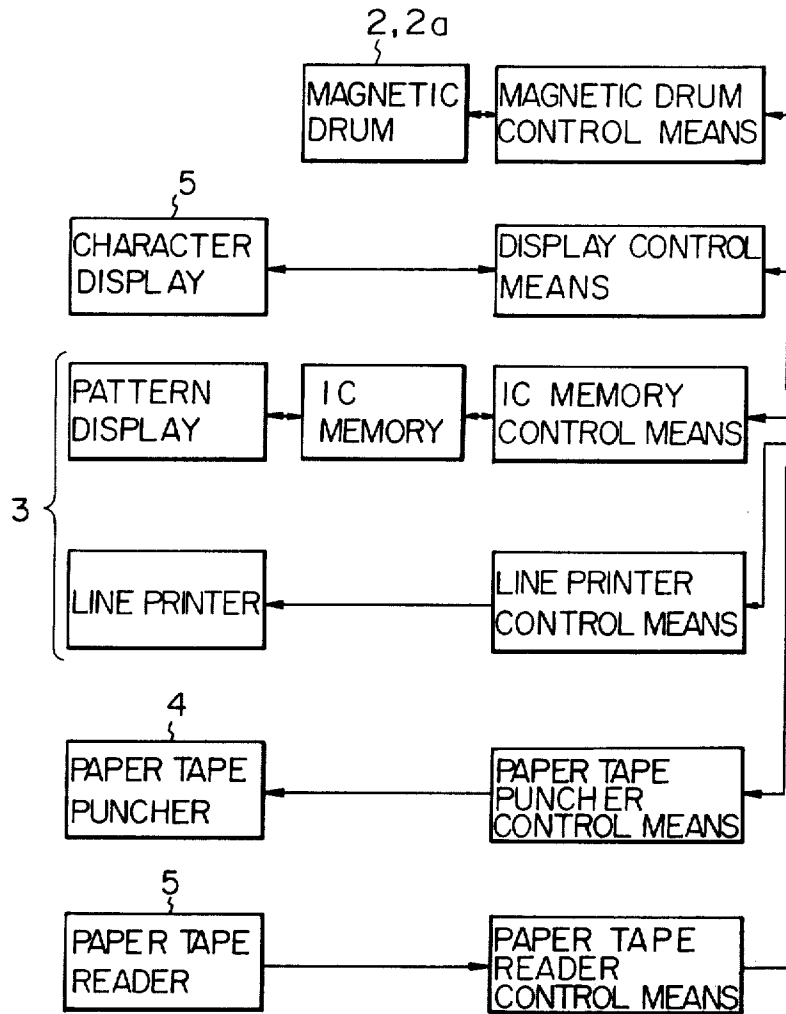 2, 2a
MAGNETIC
DRUM
MAGNETIC DRUM
CONTROL MEANS
5
CHARACTER
DISPLAY
DISPLAY CONTROL
MEANS
3
PATTERN
DISPLAY
IC
MEMORY
IC MEMORY
CONTROL MEANS
LINE PRINTER
LINE PRINTER
CONTROL MEANS
4
PAPER TAPE
PUNCHER
PAPER TAPE
PUNCHER
CONTROL MEANS
5
PAPER TAPE
READER
PAPER TAPE
READER
CONTROL MEANS